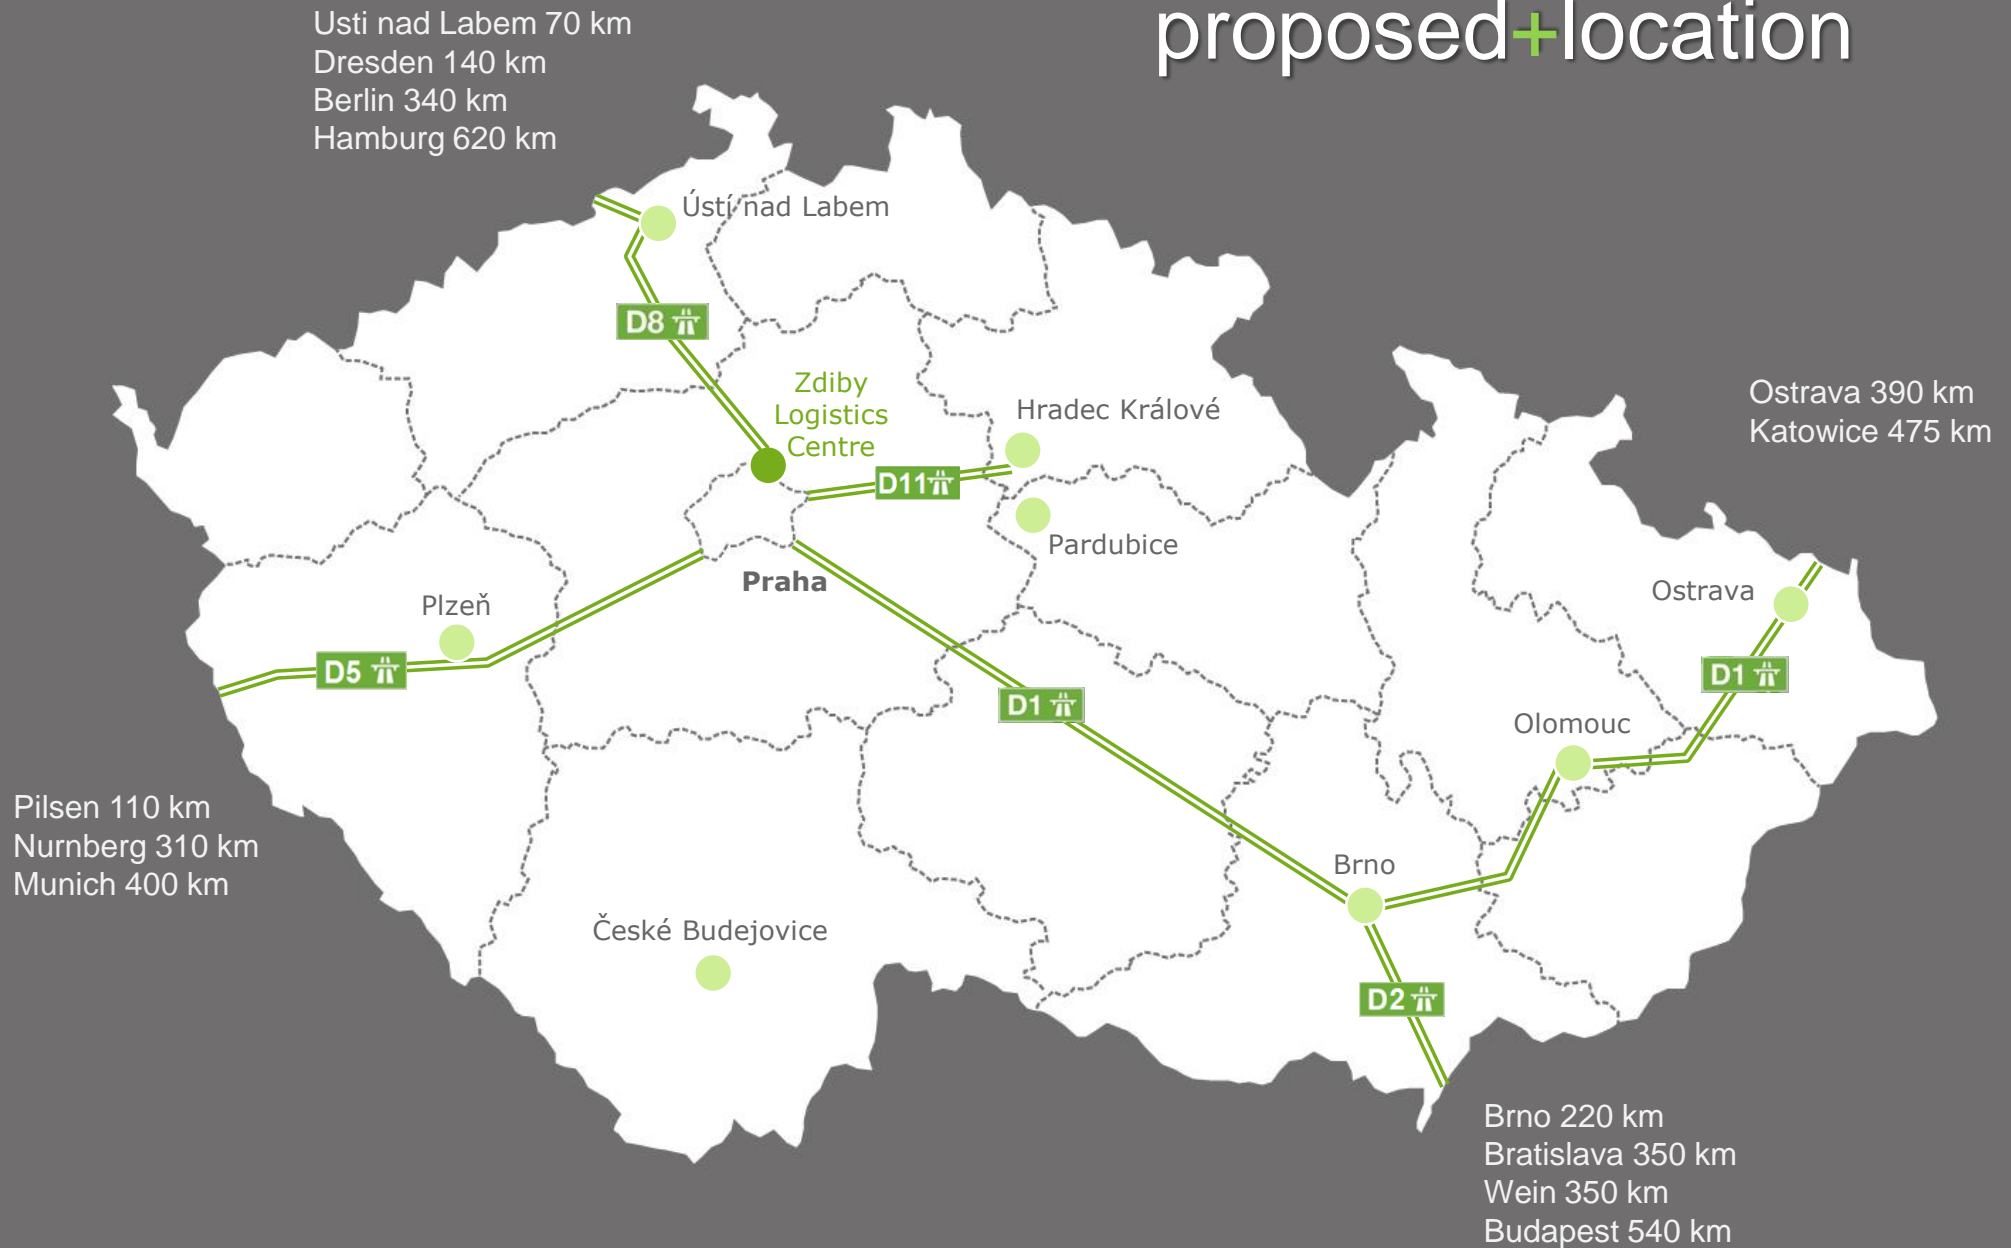 proposed+location
Usti nad Labem 70 km
Dresden 140 km
Berlin 340 km
Hamburg 620 km
Ústí nad Labem
D8
Zdiby
Logistics
Centre
Hradec Králové
D11
Pardubice
Praha
Plzeň
D5
Ostrava 390 km
Katowice 475 km
Ostrava
D1
D1
Olomouc
Pilsen 110 km
Nurnberg 310 km
Munich 400 km
Brno
České Budejovice
D2
Brno 220 km
Bratislava 350 km
Wein 350 km
Budapest 540 km